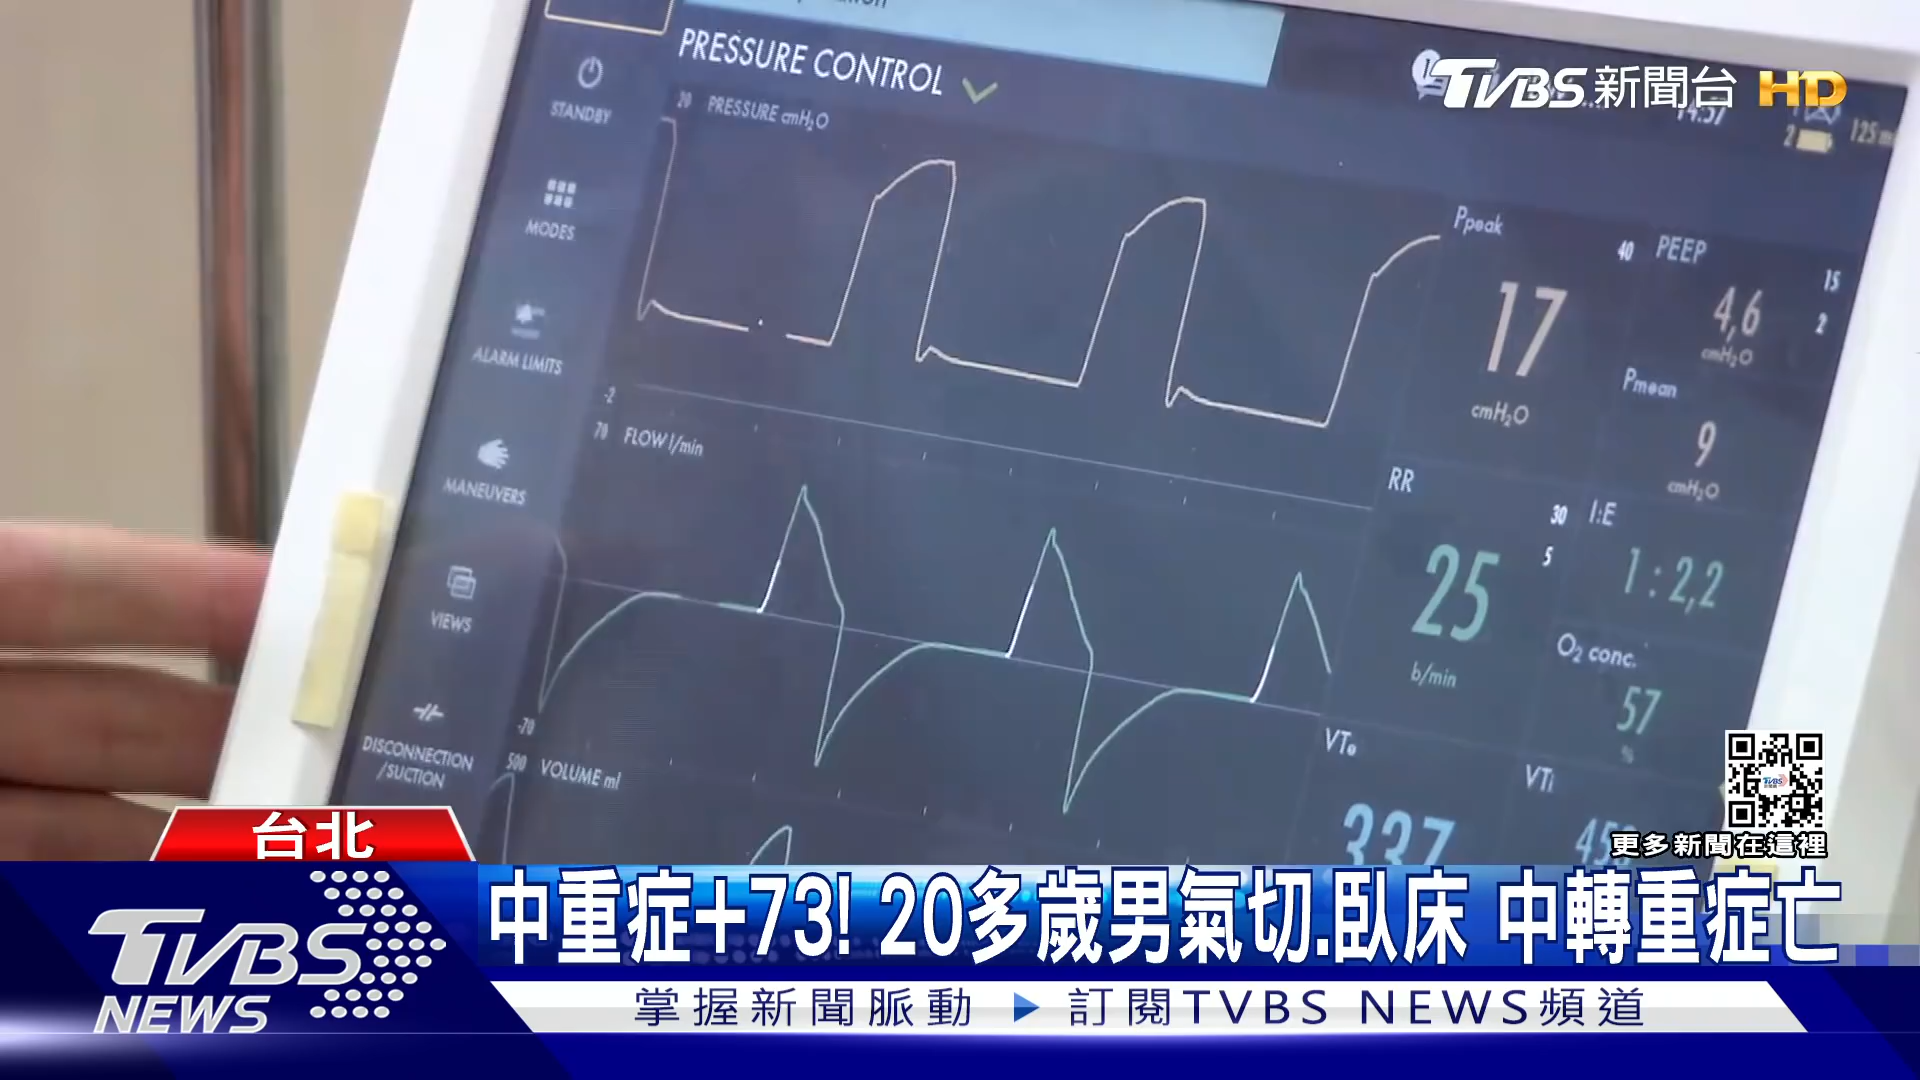 PRESSURE CONTROL
TVBS新聞台 HD
STANDBY
20 PRESSURE cmH₂O
14:57
2
MODES
Ppeak
40
PEEP
15
2
17
4,6
cmH₂O
ALARM LIMITS
cmH₂O
Pmean
9
cmH₂O
-2
70 FLOW l/min
MANEUVERS
RR
30
5
I:E
25
1:2,2
b/min
O₂ conc.
57
%
VIEWS
-70
DISCONNECTION
/SUCTION
500 VOLUME ml
VTe
VTi
337
更多新聞在這裡
台北
中重症+73! 20多歲男氣切.臥床 中轉重症亡
TVBS
NEWS
掌握新聞脈動 ▶ 訂閱TVBS NEWS頻道